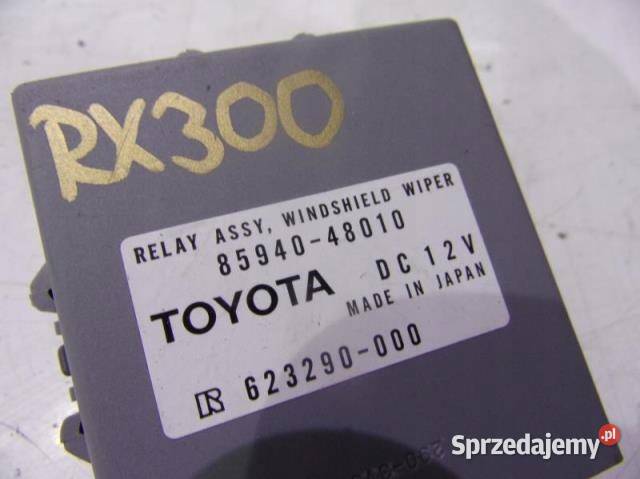 RX300
RELAY ASSY, WINDSHIELD WIPER
85940-48010
TOYOTA DC 12V
MADE IN JAPAN
R 623290-000
Sprzedajemy.pl